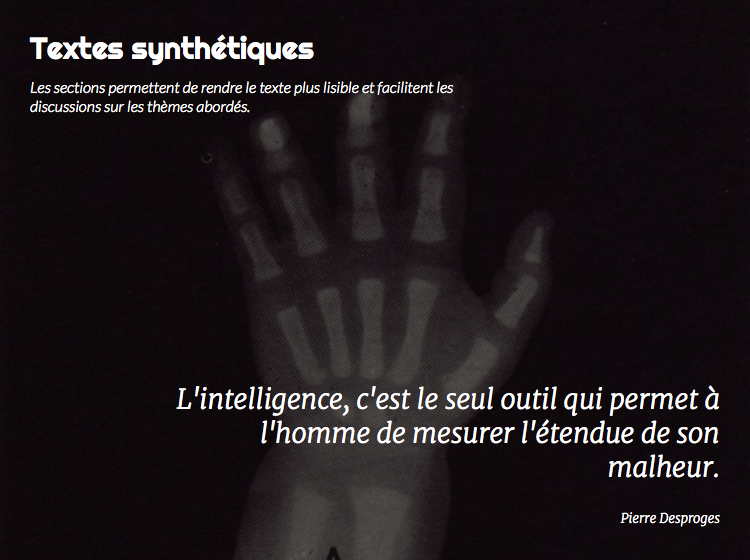 Textes synthétiques
Les sections permettent de rendre le texte plus lisible et facilitent les
discussions sur les thèmes abordés.
L'intelligence, c'est le seul outil qui permet à
l'homme de mesurer l'étendue de son
malheur.
Pierre Desproges
A